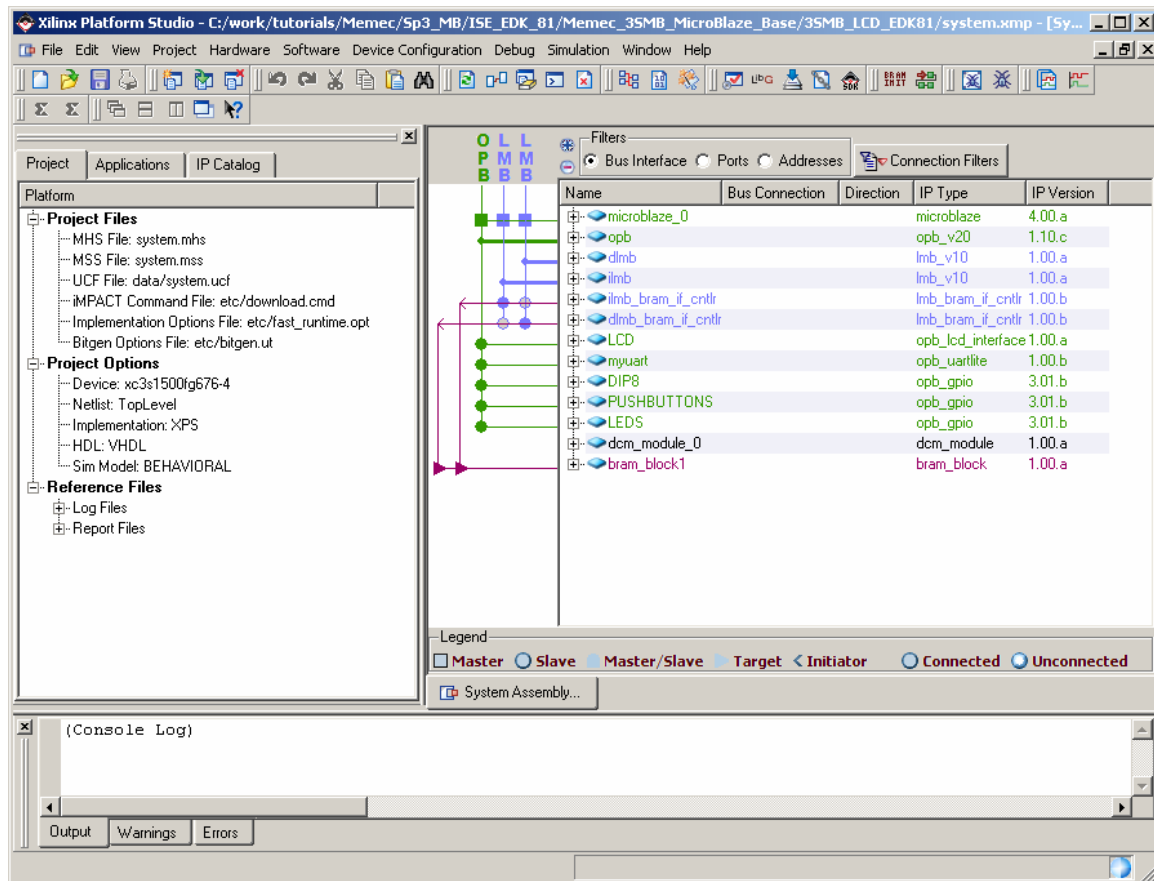 Xilinx Platform Studio - C:/work/tutorials/Memec/Sp3_MB/ISE_EDK_81/Memec_3SMB_MicroBlaze_Base/3SMB_LCD_EDK81/system.xmp - [Sy...
File Edit View Project Hardware Software Device Configuration Debug Simulation Window Help
Project Applications IP Catalog
Platform
Project Files
MHS File: system.mhs
MSS File: system.mss
UCF File: data/system.ucf
iMPACT Command File: etc/download.cmd
Implementation Options File: etc/fast_runtime.opt
Bitgen Options File: etc/bitgen.ut
Project Options
Device: xc3s1500fg676-4
Netlist: TopLevel
Implementation: XPS
HDL: VHDL
Sim Model: BEHAVIORAL
Reference Files
Log Files
Report Files
OPB LMB LMB
Filters
Bus Interface Ports Addresses Connection Filters
Name Bus Connection Direction IP Type IP Version
microblaze_0 microblaze 4.00.a
opb opb_v20 1.10.c
dlmb lmb_v10 1.00.a
ilmb lmb_v10 1.00.a
ilmb_bram_if_cntlr lmb_bram_if_cntlr 1.00.b
dlmb_bram_if_cntlr lmb_bram_if_cntlr 1.00.b
LCD opb_lcd_interface 1.00.a
myuart opb_uartlite 1.00.b
DIP8 opb_gpio 3.01.b
PUSHBUTTONS opb_gpio 3.01.b
LEDS opb_gpio 3.01.b
dcm_module_0 dcm_module 1.00.a
bram_block1 bram_block 1.00.a
Legend
Master Slave Master/Slave Target Initiator Connected Unconnected
System Assembly...
(Console Log)
Output Warnings Errors